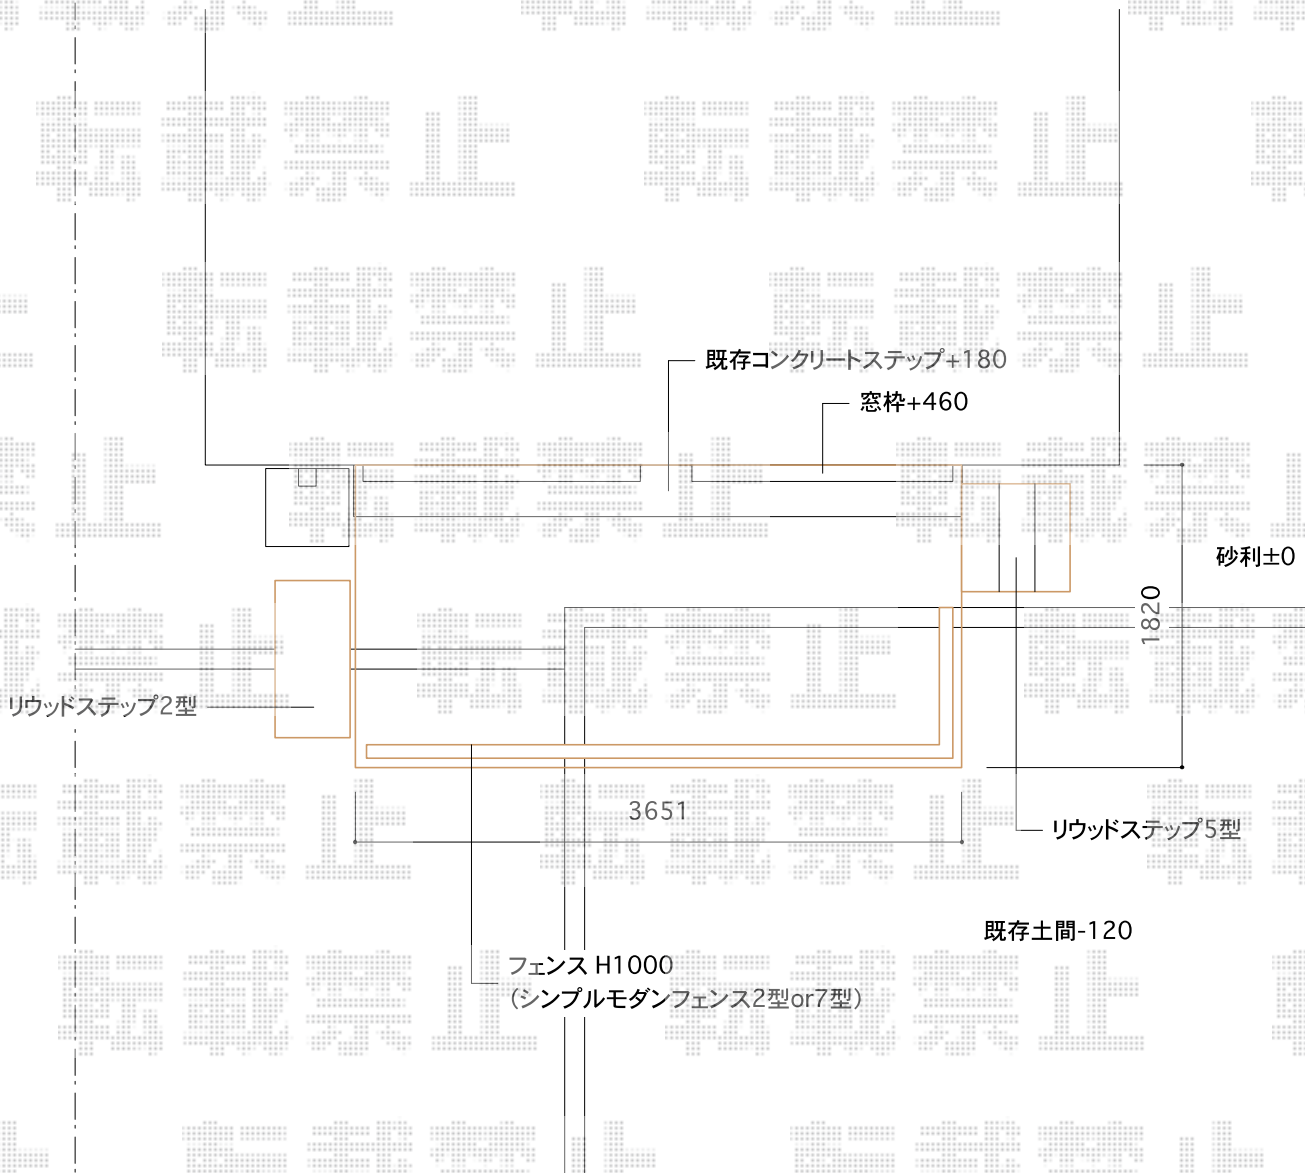 転載禁止
既存コンクリートステップ+180
窓枠+460
砂利±0
1820
リウッドステップ2型
3651
リウッドステップ5型
既存土間-120
フェンス H1000
(シンプルモダンフェンス2型or7型)